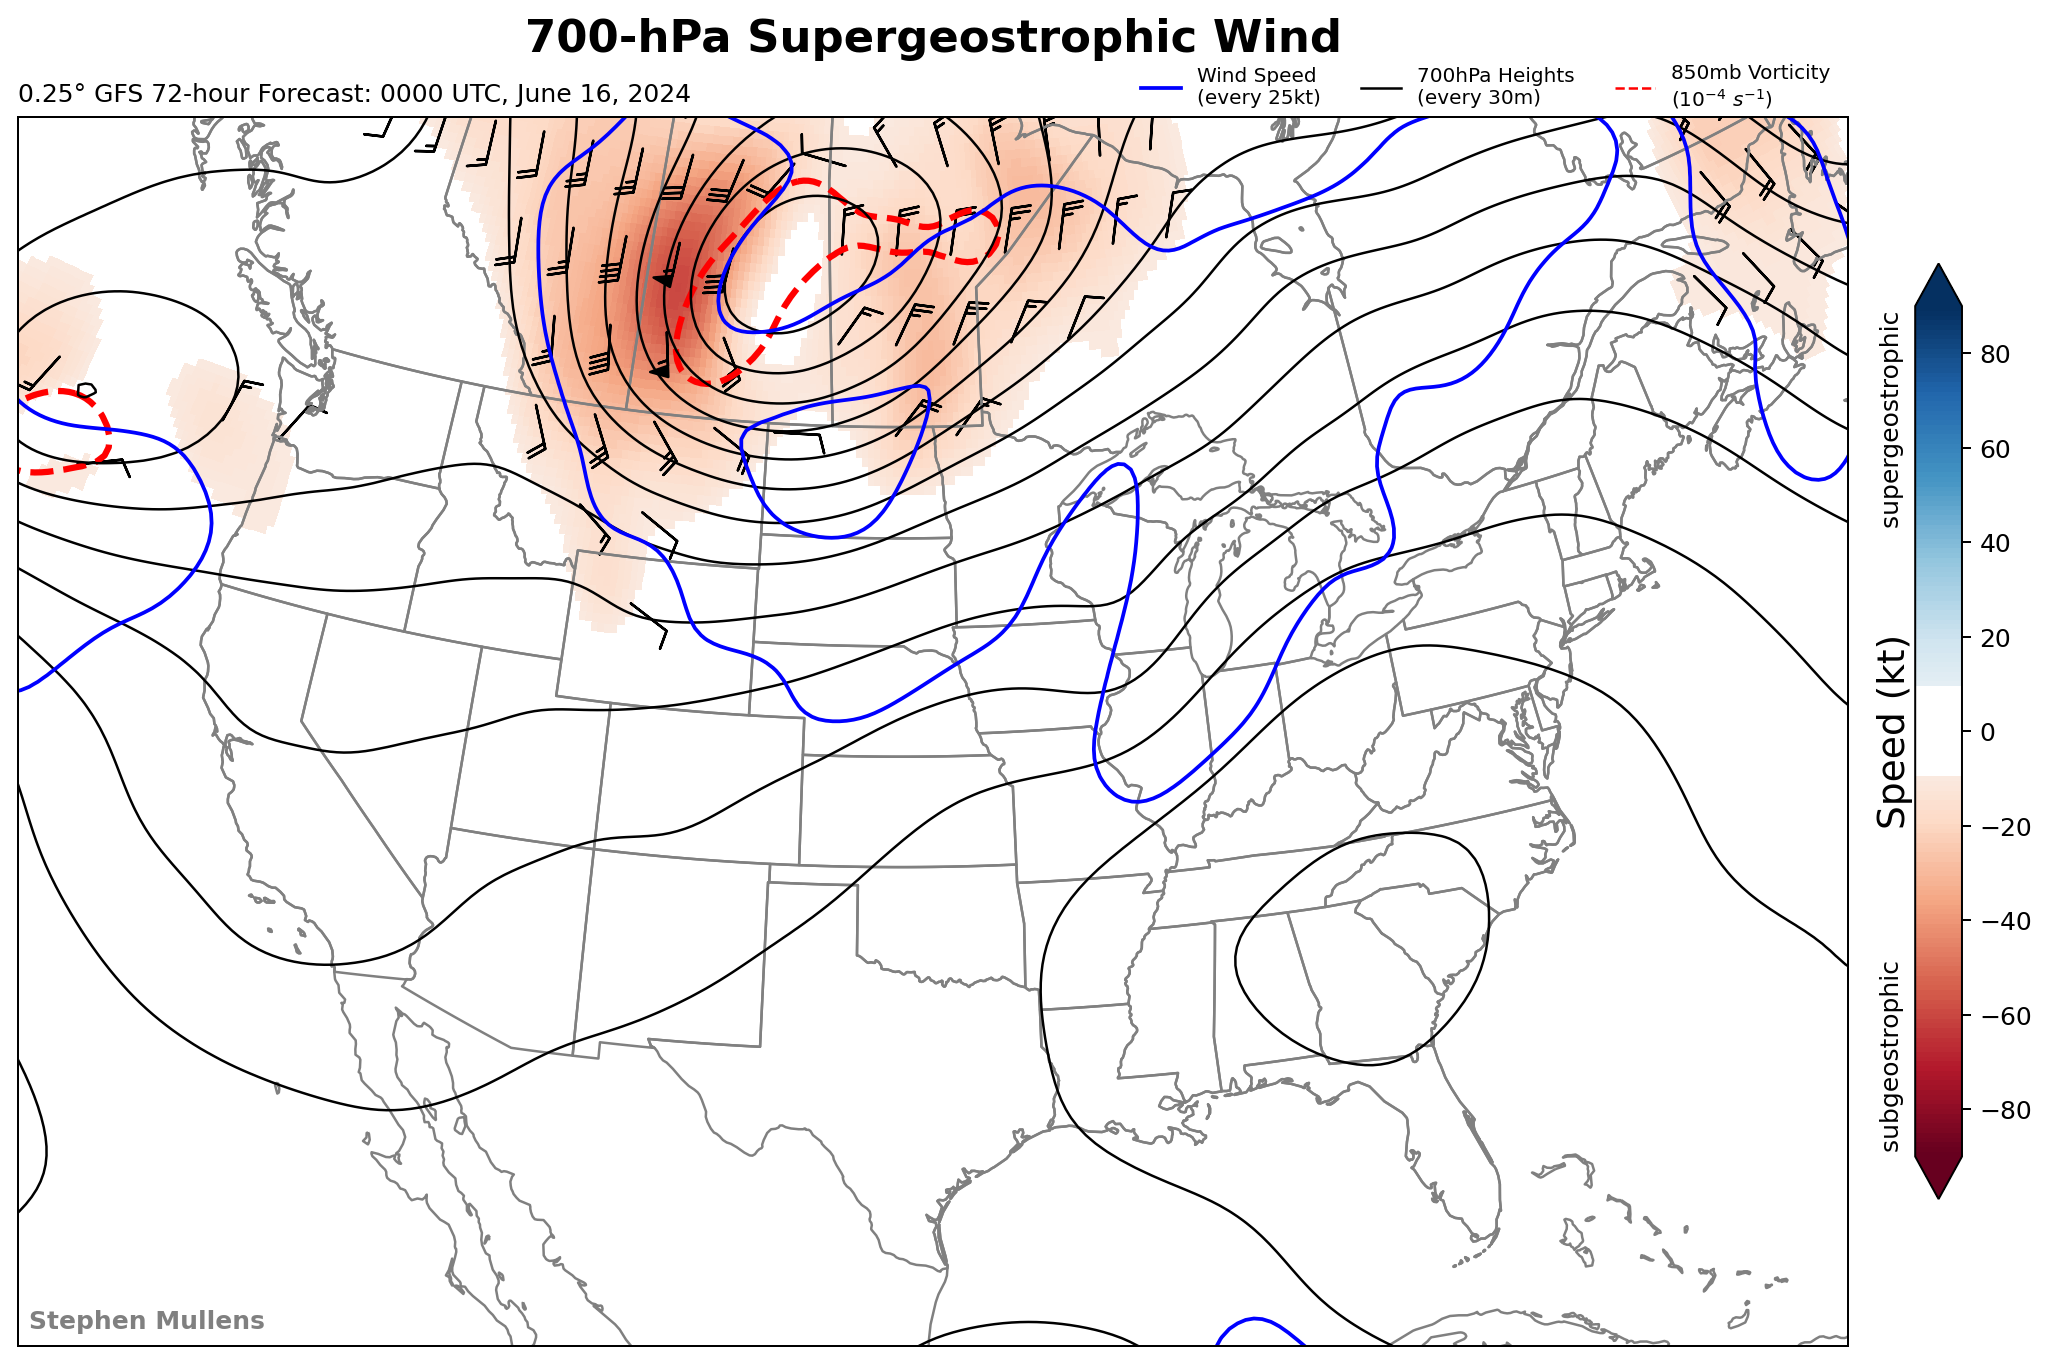 700-hPa Supergeostrophic Wind
0.25° GFS 72-hour Forecast: 0000 UTC, June 16, 2024
Wind Speed
(every 25kt)
700hPa Heights
(every 30m)
850mb Vorticity
(10⁻⁴ s⁻¹)
supergeostrophic
Speed (kt)
subgeostrophic
80
60
40
20
0
−20
−40
−60
−80
Stephen Mullens